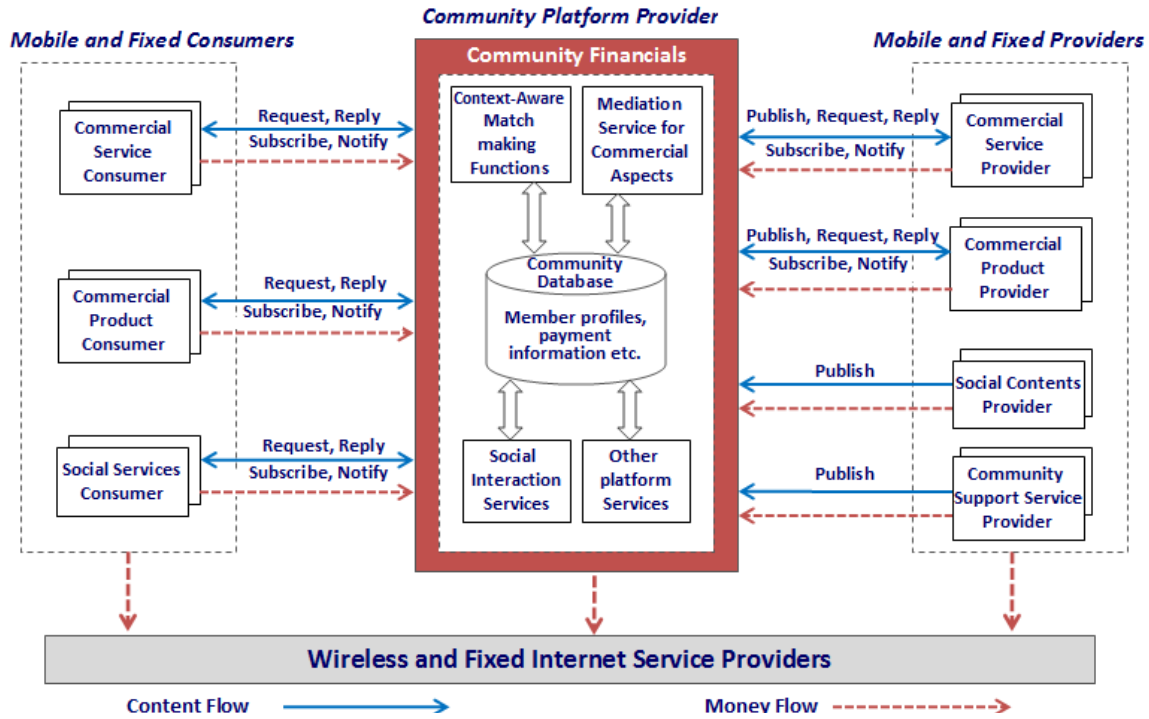 Community Platform Provider
Mobile and Fixed Consumers
Mobile and Fixed Providers
Community Financials
Commercial
Service
Consumer
Request, Reply
Subscribe, Notify
Commercial
Product
Consumer
Request, Reply
Subscribe, Notify
Social Services
Consumer
Request, Reply
Subscribe, Notify
Context-Aware
Match
making
Functions
Mediation
Service for
Commercial
Aspects
Community
Database
Member profiles,
payment
information etc.
Social
Interaction
Services
Other
platform
Services
Publish, Request, Reply
Subscribe, Notify
Commercial
Service
Provider
Publish, Request, Reply
Subscribe, Notify
Commercial
Product
Provider
Publish
Social Contents
Provider
Publish
Community
Support Service
Provider
Wireless and Fixed Internet Service Providers
Content Flow
Money Flow